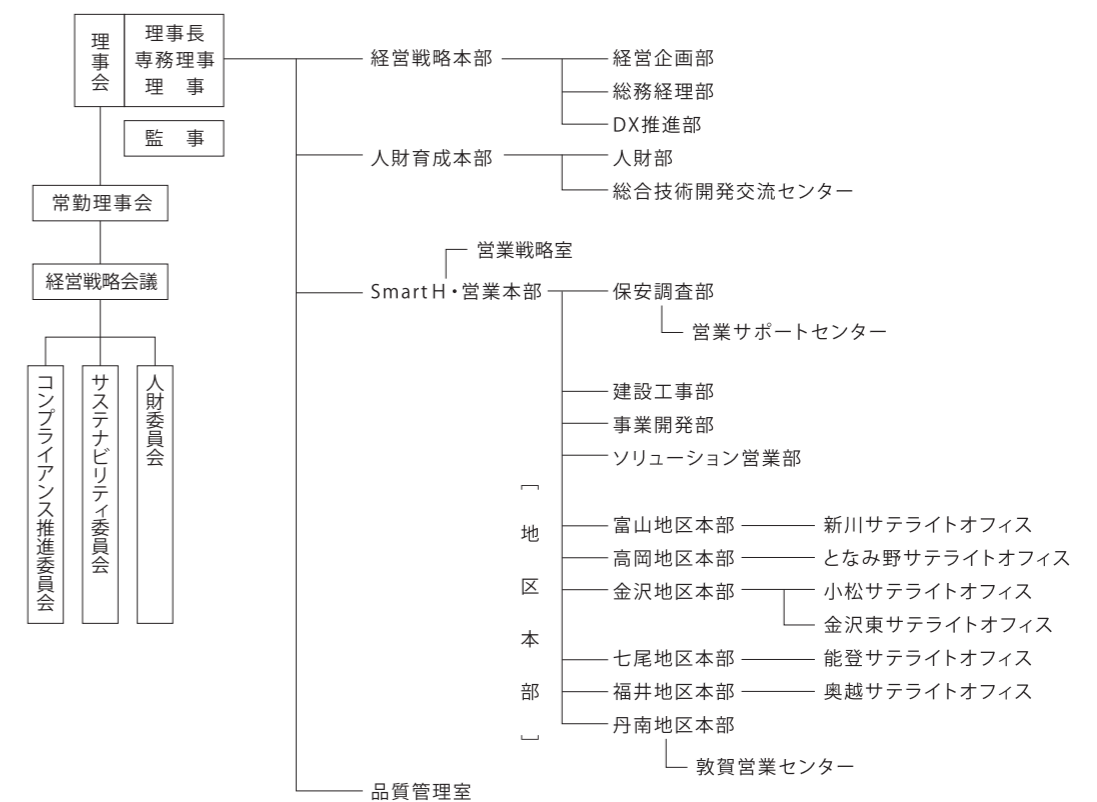 理事会
理事長
専務理事
理　事
監　事
常勤理事会
経営戦略会議
コンプライアンス推進委員会
サステナビリティ委員会
人財委員会
経営戦略本部
経営企画部
総務経理部
DX推進部
人財育成本部
人財部
総合技術開発交流センター
営業戦略室
SmartH・営業本部
保安調査部
営業サポートセンター
建設工事部
事業開発部
ソリューション営業部
［地区本部］
富山地区本部
新川サテライトオフィス
高岡地区本部
となみ野サテライトオフィス
金沢地区本部
小松サテライトオフィス
金沢東サテライトオフィス
七尾地区本部
能登サテライトオフィス
福井地区本部
奥越サテライトオフィス
丹南地区本部
敦賀営業センター
品質管理室